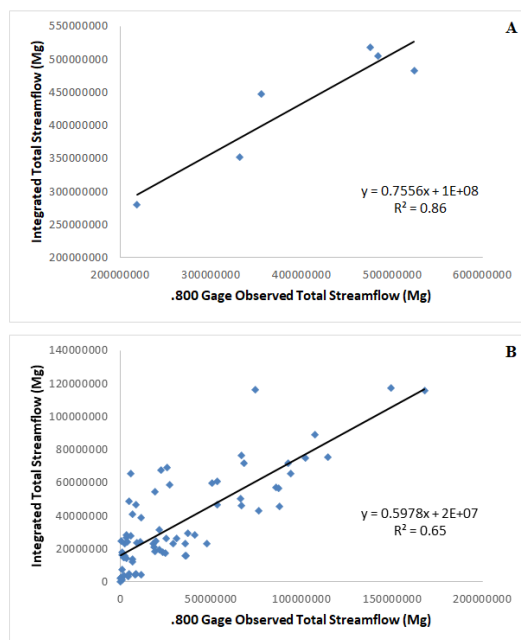 A
550000000
500000000
450000000
400000000
350000000
300000000
250000000
200000000
Integrated Total Streamflow (Mg)
y = 0.7556x + 1E+08
R² = 0.86
200000000 300000000 400000000 500000000 600000000
.800 Gage Observed Total Streamflow (Mg)
B
140000000
120000000
100000000
80000000
60000000
40000000
20000000
0
Integrated Total Streamflow (Mg)
y = 0.5978x + 2E+07
R² = 0.65
0 50000000 100000000 150000000 200000000
.800 Gage Observed Total Streamflow (Mg)